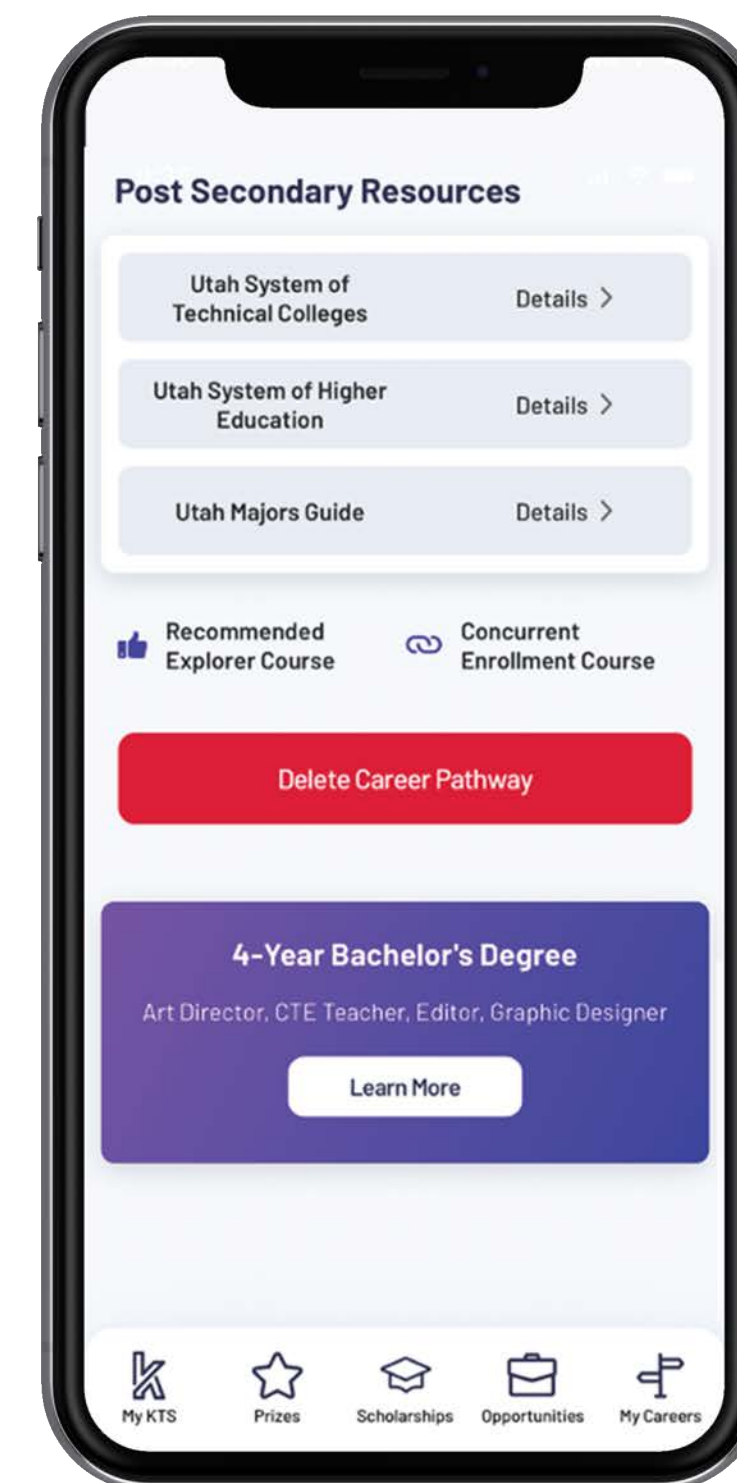 Post Secondary Resources
Utah System of
Technical Colleges
Details
Utah System of Higher
Education
Details
Utah Majors Guide
Details
Recommended
Explorer Course
Concurrent
Enrollment Course
Delete Career Pathway
4-Year Bachelor's Degree
Art Director, CTE Teacher, Editor, Graphic Designer
Learn More
My KTS
Prizes
Scholarships
Opportunities
My Careers